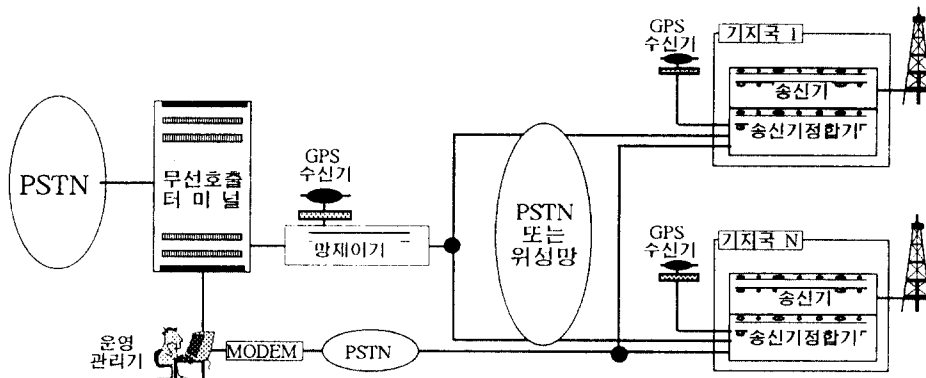 PSTN
무선호출
터 미 널
GPS
수신기
망제이기
운영
관리기
MODEM
PSTN
PSTN
또는
위성망
GPS
수신기
기지국 1
송신기
송신기정합기
GPS
수신기
기지국 N
송신기
송신기정합기